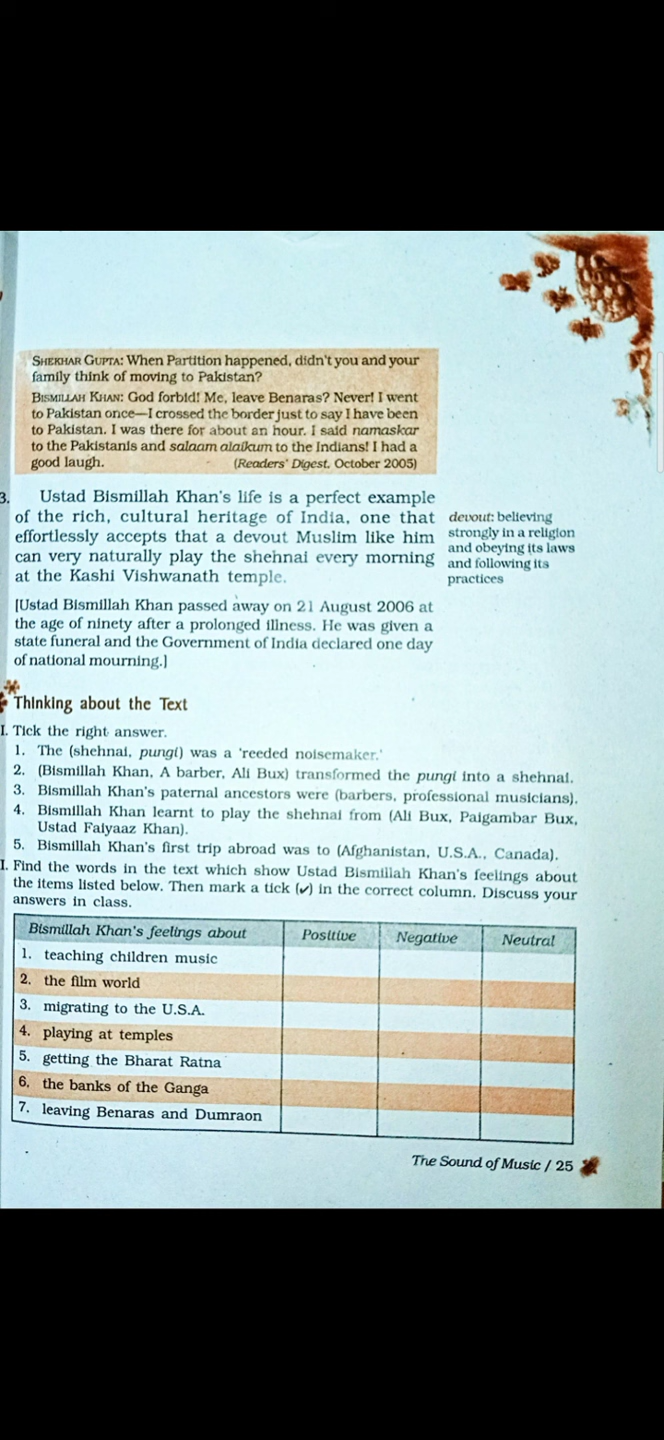 SHEKHAR GUPTA: When Partition happened, didn't you and your
family think of moving to Pakistan?
BISMILLAH KHAN: God forbid! Me, leave Benaras? Never! I went
to Pakistan once—I crossed the border just to say I have been
to Pakistan. I was there for about an hour. I said namaskar
to the Pakistanis and salaam alaikum to the Indians! I had a
good laugh. (Readers' Digest, October 2005)
3. Ustad Bismillah Khan's life is a perfect example
of the rich, cultural heritage of India, one that
effortlessly accepts that a devout Muslim like him
can very naturally play the shehnai every morning
at the Kashi Vishwanath temple.
devout: believing
strongly in a religion
and obeying its laws
and following its
practices
[Ustad Bismillah Khan passed away on 21 August 2006 at
the age of ninety after a prolonged illness. He was given a
state funeral and the Government of India declared one day
of national mourning.]
Thinking about the Text
I. Tick the right answer.
1. The (shehnai, pungi) was a 'reeded noisemaker.'
2. (Bismillah Khan, A barber, Ali Bux) transformed the pungi into a shehnai.
3. Bismillah Khan's paternal ancestors were (barbers, professional musicians).
4. Bismillah Khan learnt to play the shehnai from (Ali Bux, Paigambar Bux,
Ustad Faiyaaz Khan).
5. Bismillah Khan's first trip abroad was to (Afghanistan, U.S.A., Canada).
I. Find the words in the text which show Ustad Bismillah Khan's feelings about
the items listed below. Then mark a tick (✔) in the correct column. Discuss your
answers in class.
Bismillah Khan's feelings about Positive Negative Neutral
1. teaching children music
2. the film world
3. migrating to the U.S.A.
4. playing at temples
5. getting the Bharat Ratna
6. the banks of the Ganga
7. leaving Benaras and Dumraon
The Sound of Music / 25